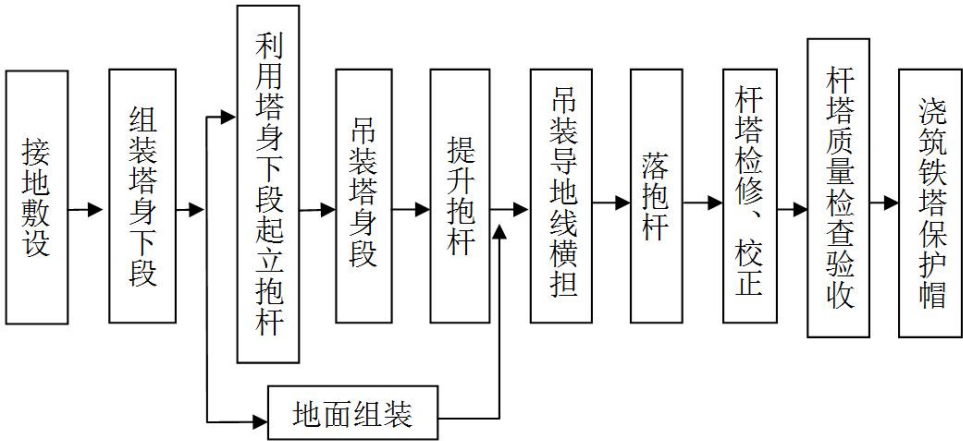 接地敷设
组装塔身下段
利用塔身下段起立抱杆
吊装塔身段
提升抱杆
吊装导地线横担
落抱杆
杆塔检修、校正
杆塔质量检查验收
浇筑铁塔保护帽
地面组装